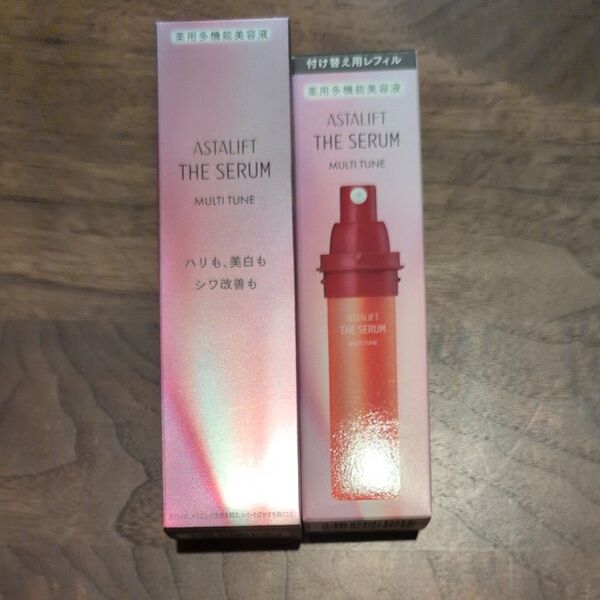 薬用多機能美容液
ASTALIFT
THE SERUM
MULTI TUNE
ハリも、美白も
シワ改善も
付け替え用レフィル
薬用多機能美容液
ASTALIFT
THE SERUM
MULTI TUNE
ASTALIFT
THE SERUM
MULTI TUNE